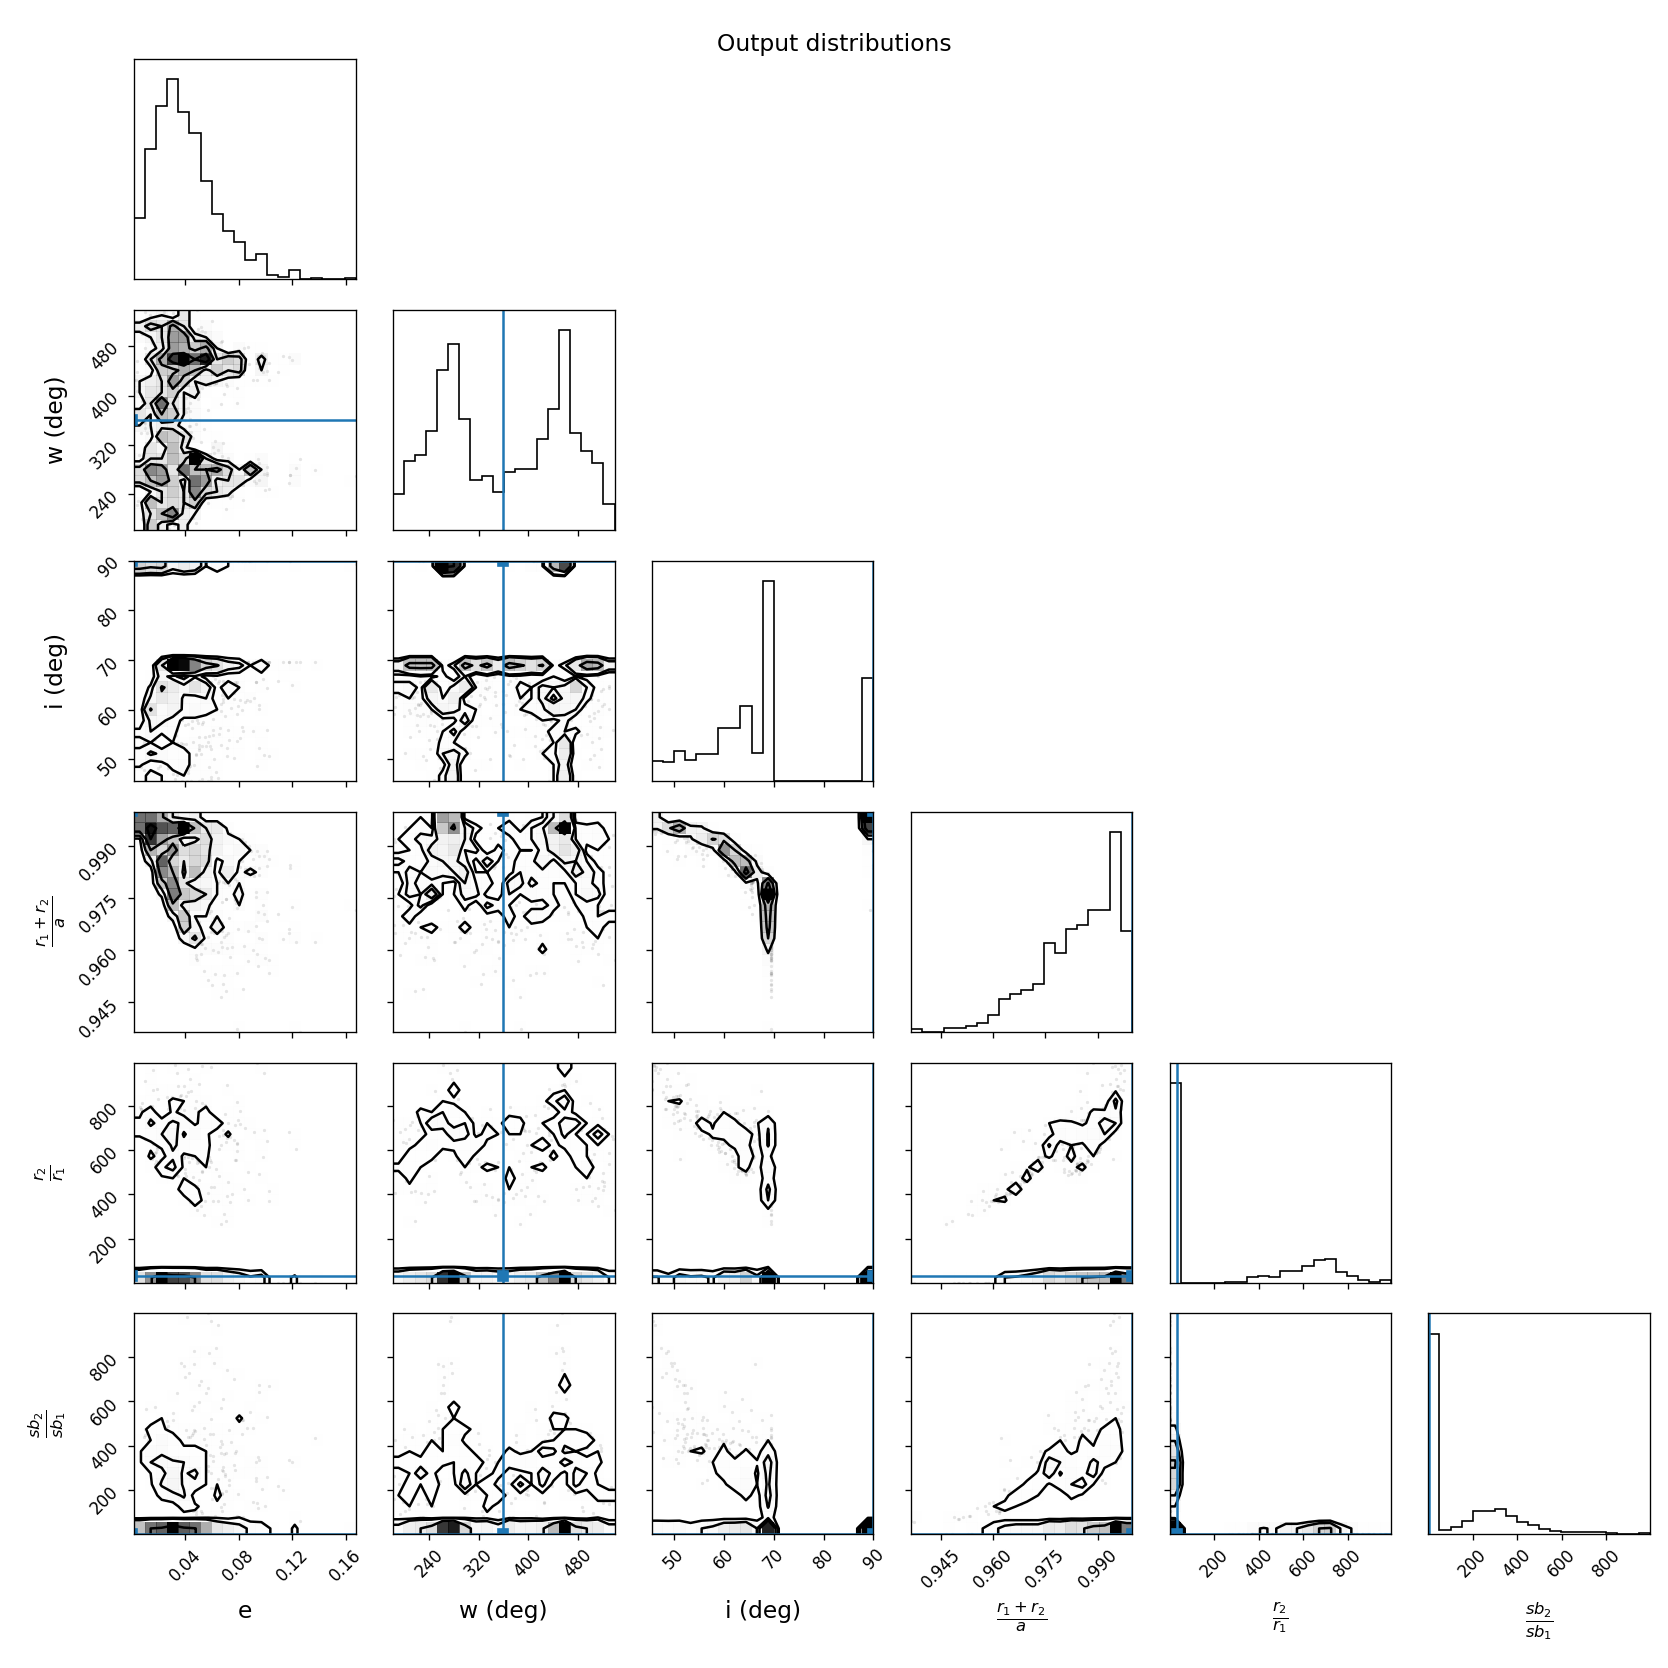 Output distributions
w (deg)
480
400
320
240
i (deg)
90
80
70
60
50
r₁ + r₂
a
0.990
0.975
0.960
0.945
r₂
r₁
800
600
400
200
sb₂
sb₁
800
600
400
200
0.04 0.08 0.12 0.16
240 320 400 480
50 60 70 80 90
0.945 0.960 0.975 0.990
200 400 600 800
200 400 600 800
e
w (deg)
i (deg)
r₁ + r₂
a
r₂
r₁
sb₂
sb₁